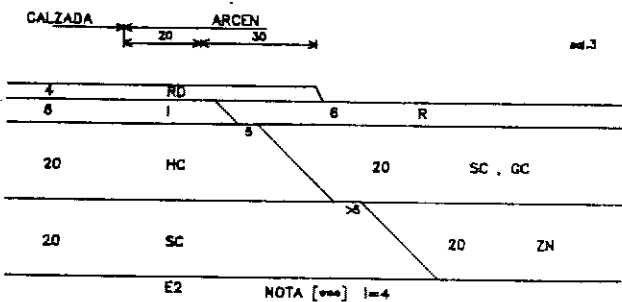 CALZADA ARCEN
20 30
4 RD
6 I 6 R
5
20 HC 20 SC , GC
>5
20 SC 20 ZN
E2 NOTA I=4